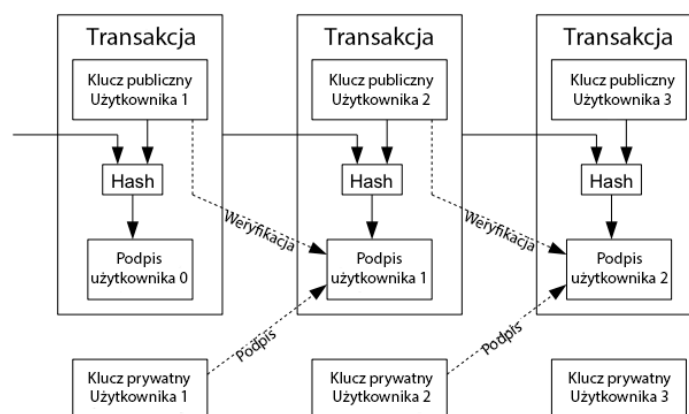 Transakcja
Klucz publiczny
Użytkownika 1
Hash
Podpis
użytkownika 0
Transakcja
Klucz publiczny
Użytkownika 2
Hash
Podpis
użytkownika 1
Transakcja
Klucz publiczny
Użytkownika 3
Hash
Podpis
użytkownika 2
Weryfikacja
Weryfikacja
Podpis
Podpis
Klucz prywatny
Użytkownika 1
Klucz prywatny
Użytkownika 2
Klucz prywatny
Użytkownika 3